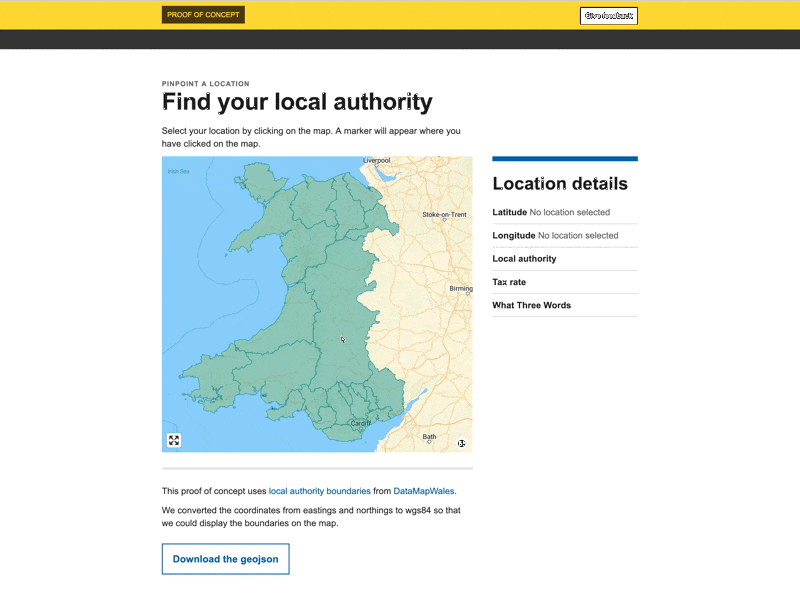 PROOF OF CONCEPT
Give feedback
PINPOINT A LOCATION
Find your local authority
Select your location by clicking on the map. A marker will appear where you
have clicked on the map.
Irish Sea
Liverpool
Stoke-on-Trent
Birming
Cardiff
Bath
Location details
Latitude No location selected
Longitude No location selected
Local authority
Tax rate
What Three Words
This proof of concept uses local authority boundaries from DataMapWales.
We converted the coordinates from eastings and northings to wgs84 so that
we could display the boundaries on the map.
Download the geojson